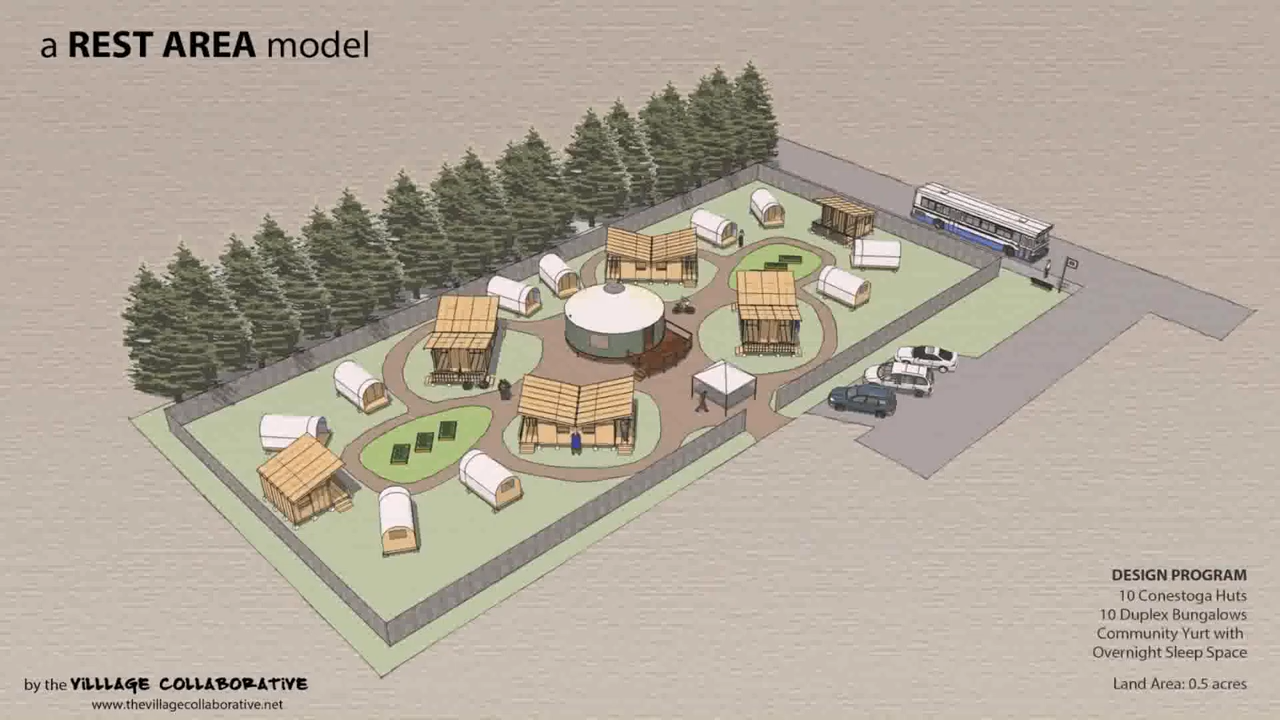 a REST AREA model
DESIGN PROGRAM
10 Conestoga Huts
10 Duplex Bungalows
Community Yurt with
Overnight Sleep Space
Land Area: 0.5 acres
by the ViLLLAGE COLLABORATiVE
www.thevillagecollaborative.net